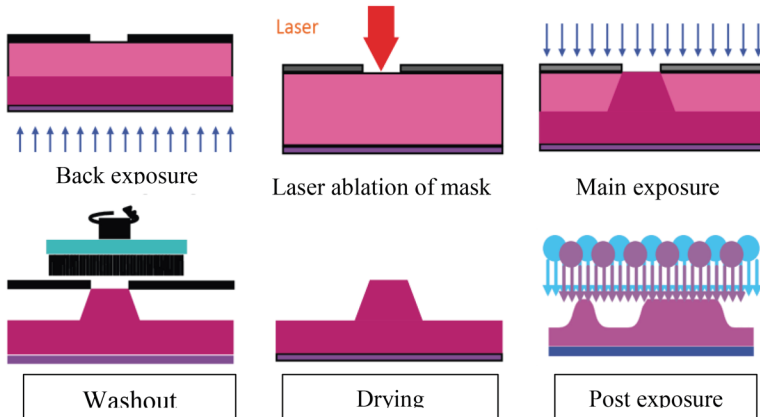 Laser
Back exposure
Laser ablation of mask
Main exposure
Washout
Drying
Post exposure